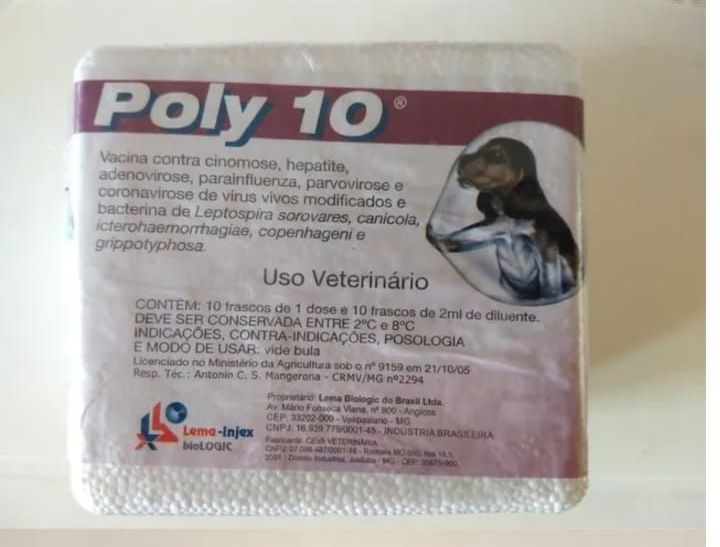 Poly 10®
Vacina contra cinomose, hepatite,
adenovirose, parainfluenza, parvovirose e
coronavirose de vírus vivos modificados e
bacterina de Leptospira sorovares, canicola,
icterohaemorrhagiae, copenhageni e
grippotyphosa.
Uso Veterinário
CONTÉM: 10 frascos de 1 dose e 10 frascos de 2ml de diluente.
DEVE SER CONSERVADA ENTRE 2ºC e 8ºC
INDICAÇÕES, CONTRA-INDICAÇÕES, POSOLOGIA
E MODO DE USAR: vide bula
Licenciado no Ministério da Agricultura sob o nº 9159 em 21/10/05
Resp. Téc.: Antonio C. S. Mangerona - CRMV/MG nº2294
Proprietário: Lema Biologic do Brasil Ltda.
Av. Mário Fonseca Viana, nº 800 - Angicos
CEP: 33202-000 - Vespasiano - MG
CNPJ: 16.939.779/0001-45 - INDÚSTRIA BRASILEIRA
Fabricante: CEVA VETERINÁRIA
Distrito Industrial, Juatuba - MG - CEP:
Lema-Injex
bioLOGIC